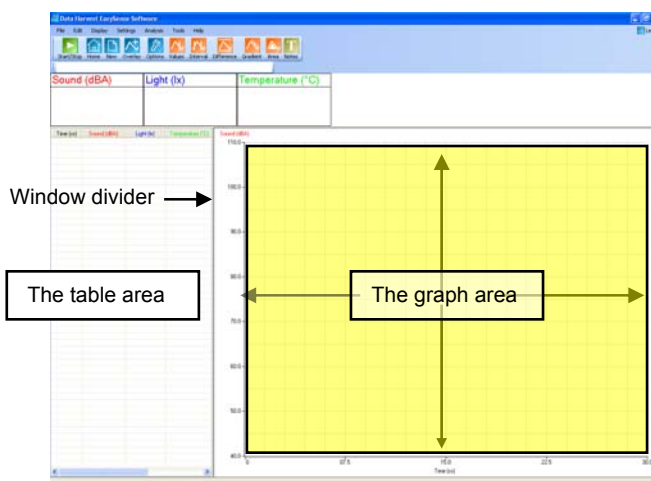 Data Harvest EasySense Software
File Edit Display Settings Analysis Tools Help
Start/Stop Home New Overlay Options Values Interval Difference Gradient Area Notes
Sound (dBA) Light (lx) Temperature (°C)
Time (s) Sound (dBA) Light (lx) Temperature (°C)
Sound (dBA)
110.0
100.0
Window divider
90.0
80.0
The table area
The graph area
70.0
60.0
50.0
40.0
0 07.5 15.0 22.5 30.0
Time (s)